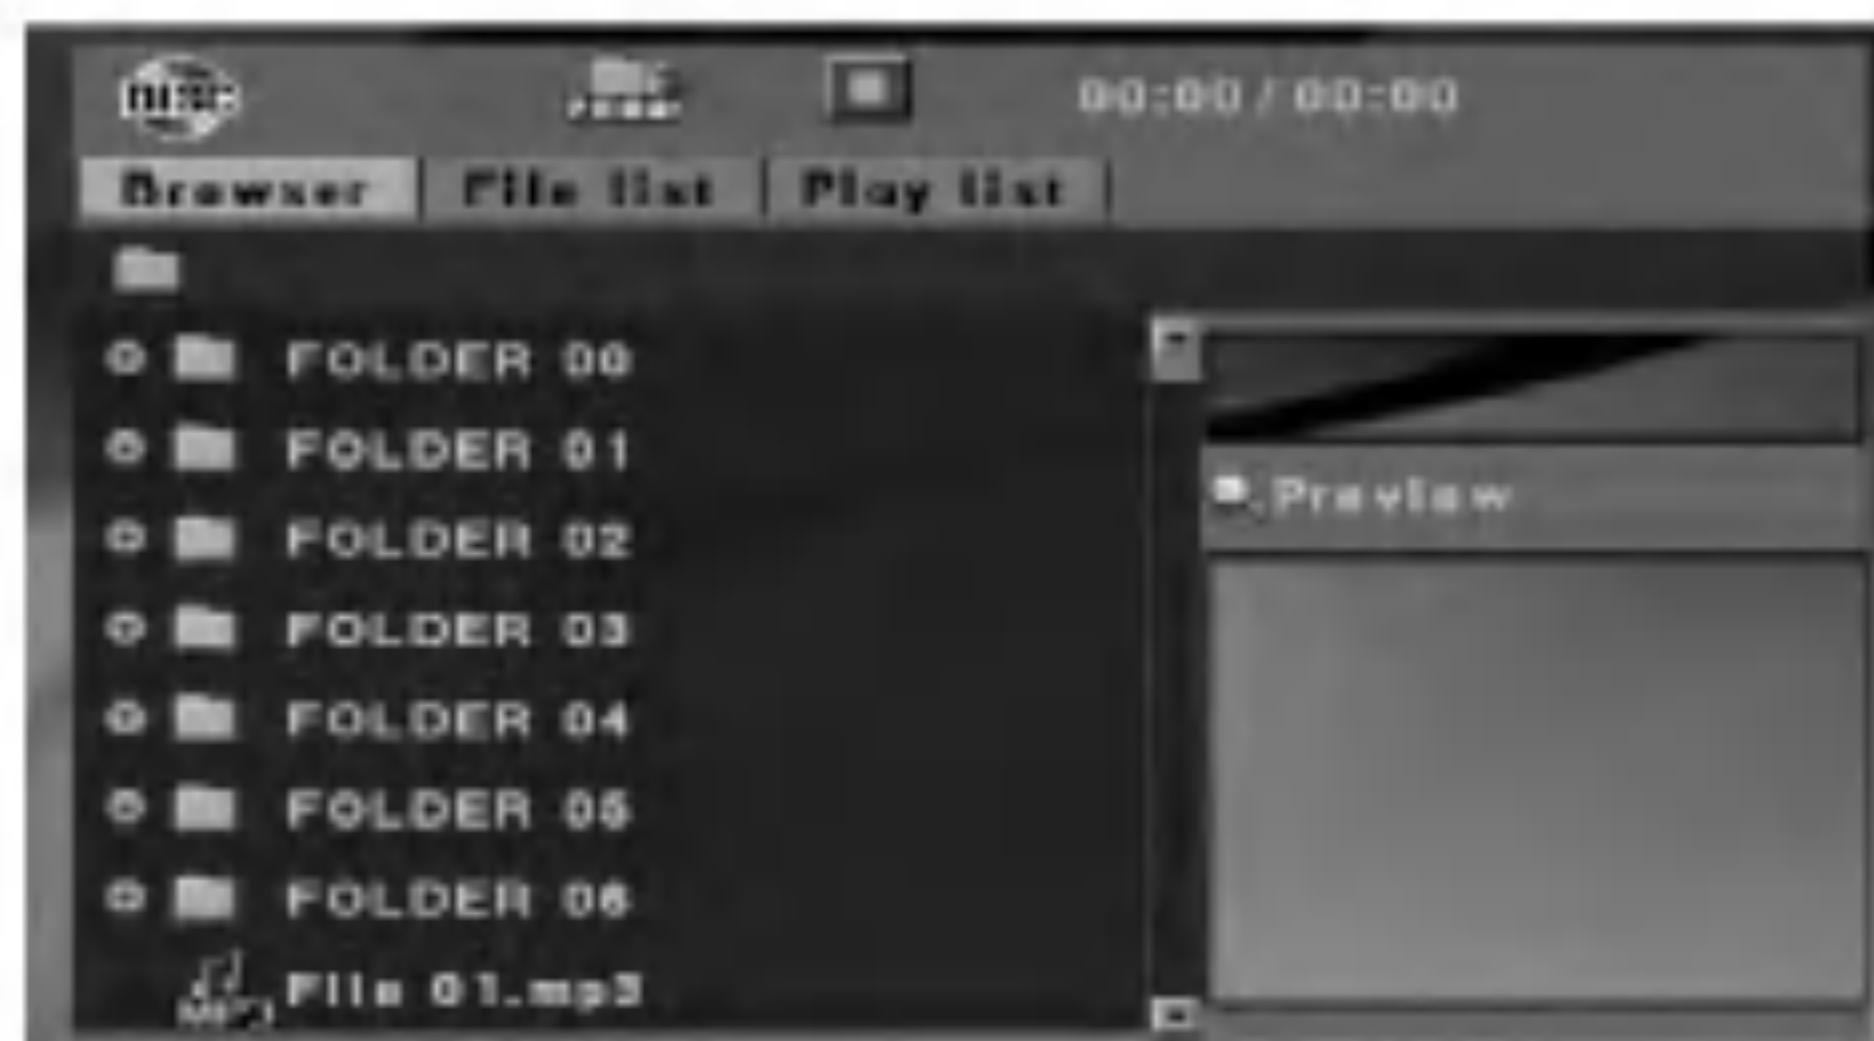 DISC
00:00 / 00:00
Browser File list Play list
FOLDER 00
FOLDER 01
FOLDER 02
Preview
FOLDER 03
FOLDER 04
FOLDER 05
FOLDER 06
File 01.mp3